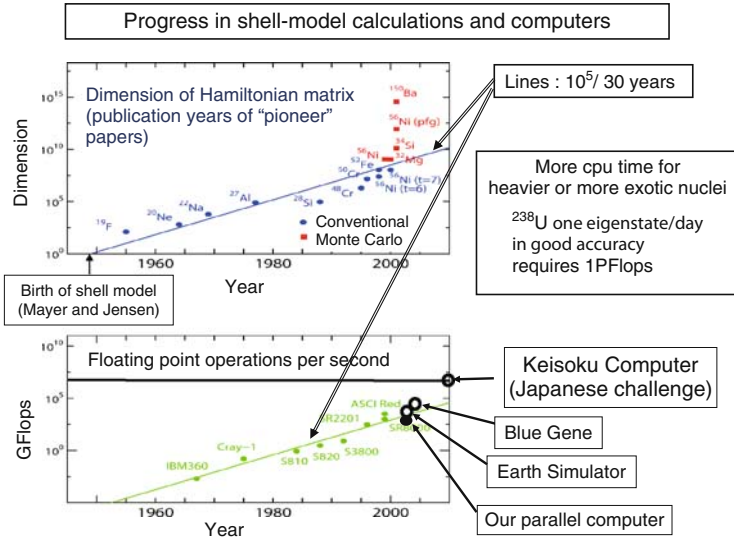 Progress in shell-model calculations and computers
Lines : 10⁵/ 30 years
Dimension of Hamiltonian matrix
(publication years of “pioneer”
papers)
Dimension
10¹⁵
10¹⁰
10⁵
10⁰
¹⁹F
²⁰Ne
²²Na
²⁷Al
²⁸Si
⁴⁸Cr
⁵⁰Cr
⁵²Fe
⁵⁶Ni
⁵⁶Ni (t=7)
⁵⁶Ni (t=6)
¹⁵⁰Ba
⁵⁶Ni (pfg)
³⁴Si
³²Mg
Conventional
Monte Carlo
1960
1980
2000
Year
Birth of shell model
(Mayer and Jensen)
More cpu time for
heavier or more exotic nuclei
²³⁸U one eigenstate/day
in good accuracy
requires 1PFlops
Floating point operations per second
GFlops
10¹⁰
10⁵
10⁰
IBM360
Cray−1
S810
S820
S3800
SR2201
ASCI Red
1960
1980
2000
Year
Keisoku Computer
(Japanese challenge)
Blue Gene
Earth Simulator
Our parallel computer